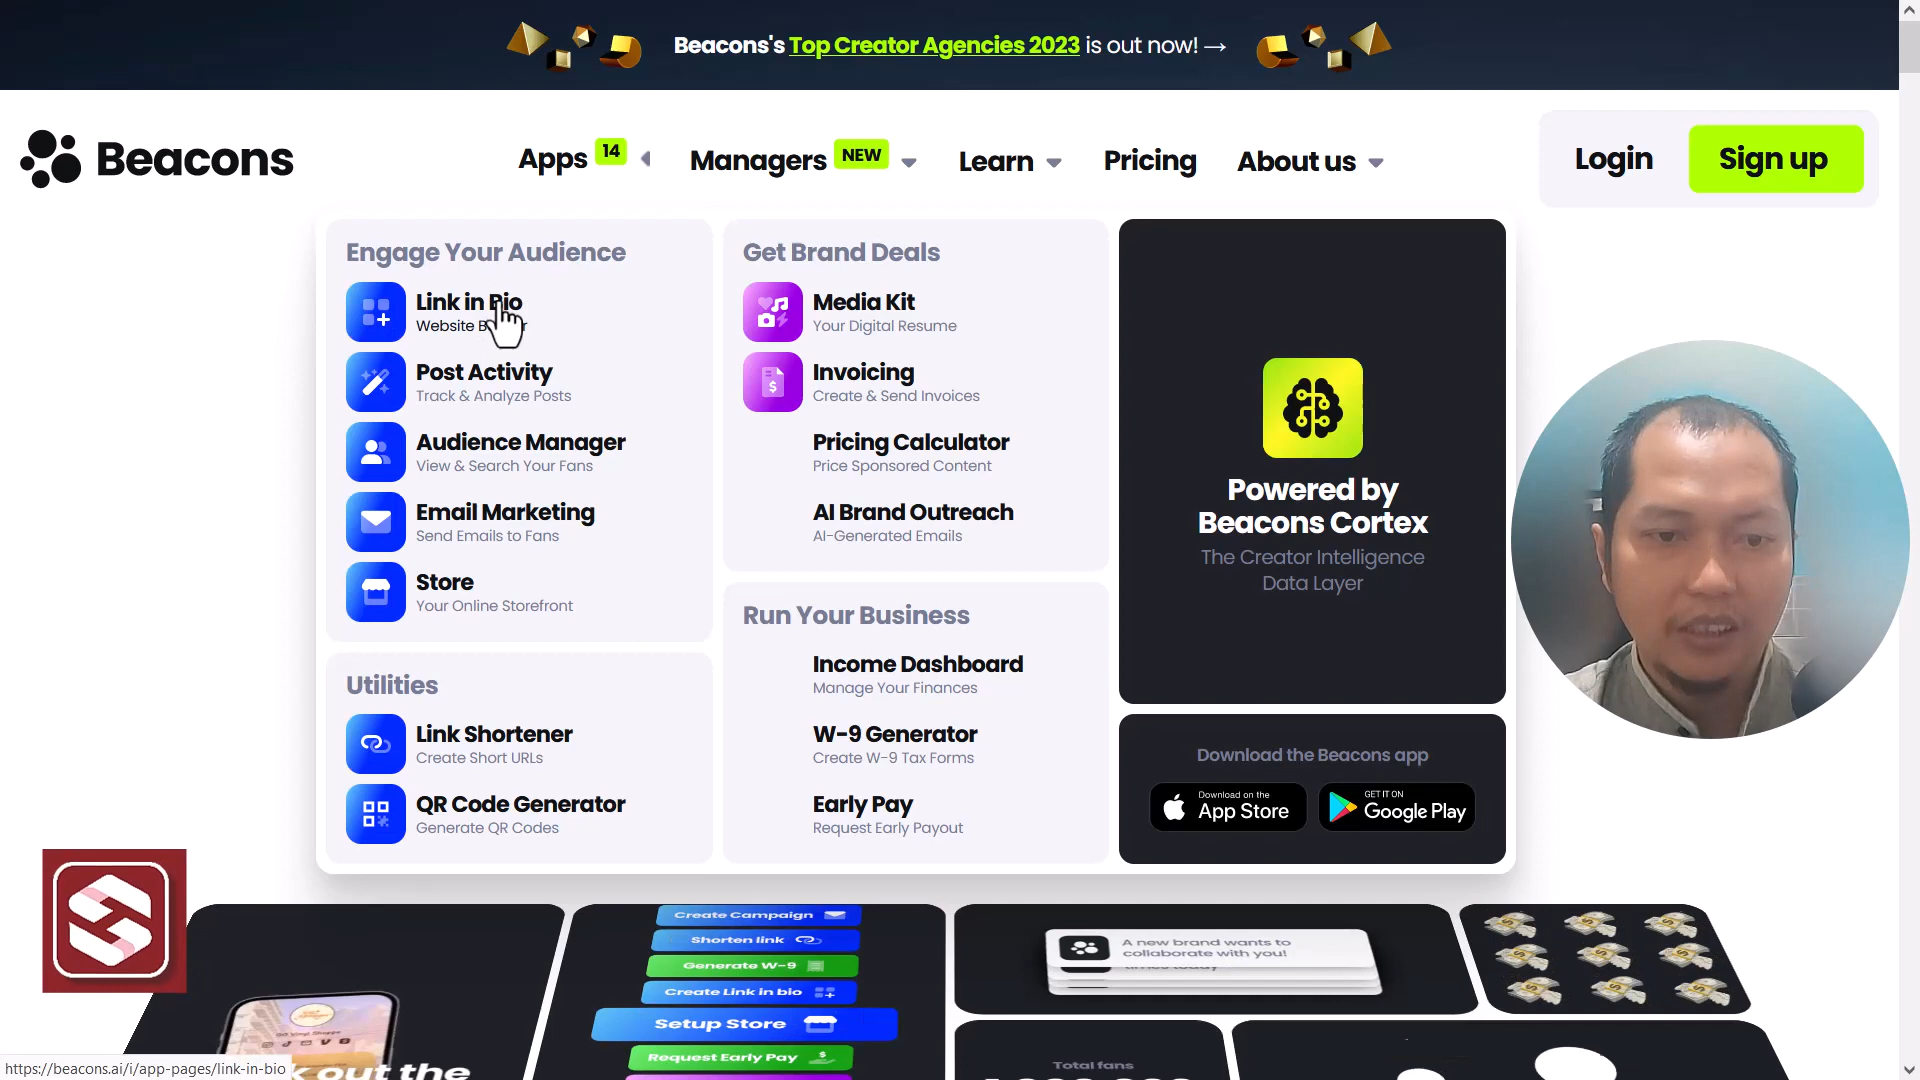 Beacons's Top Creator Agencies 2023 is out now! →
Beacons
Apps 14
Managers NEW
Learn
Pricing
About us
Login
Sign up
Engage Your Audience
Link in Bio
Website
Post Activity
Track & Analyze Posts
Audience Manager
View & Search Your Fans
Email Marketing
Send Emails to Fans
Store
Your Online Storefront
Utilities
Link Shortener
Create Short URLs
QR Code Generator
Generate QR Codes
Get Brand Deals
Media Kit
Your Digital Resume
Invoicing
Create & Send Invoices
Pricing Calculator
Price Sponsored Content
AI Brand Outreach
AI-Generated Emails
Run Your Business
Income Dashboard
Manage Your Finances
W-9 Generator
Create W-9 Tax Forms
Early Pay
Request Early Payout
Powered by
Beacons Cortex
The Creator Intelligence
Data Layer
Download the Beacons app
Download on the
App Store
GET IT ON
Google Play
Create Campaign
Shorten link
Generate W-9
Create Link in bio
Setup Store
Request Early Pay
A new brand wants to
collaborate with you!
times today
Total fans
out the
https://beacons.ai/i/app-pages/link-in-bio